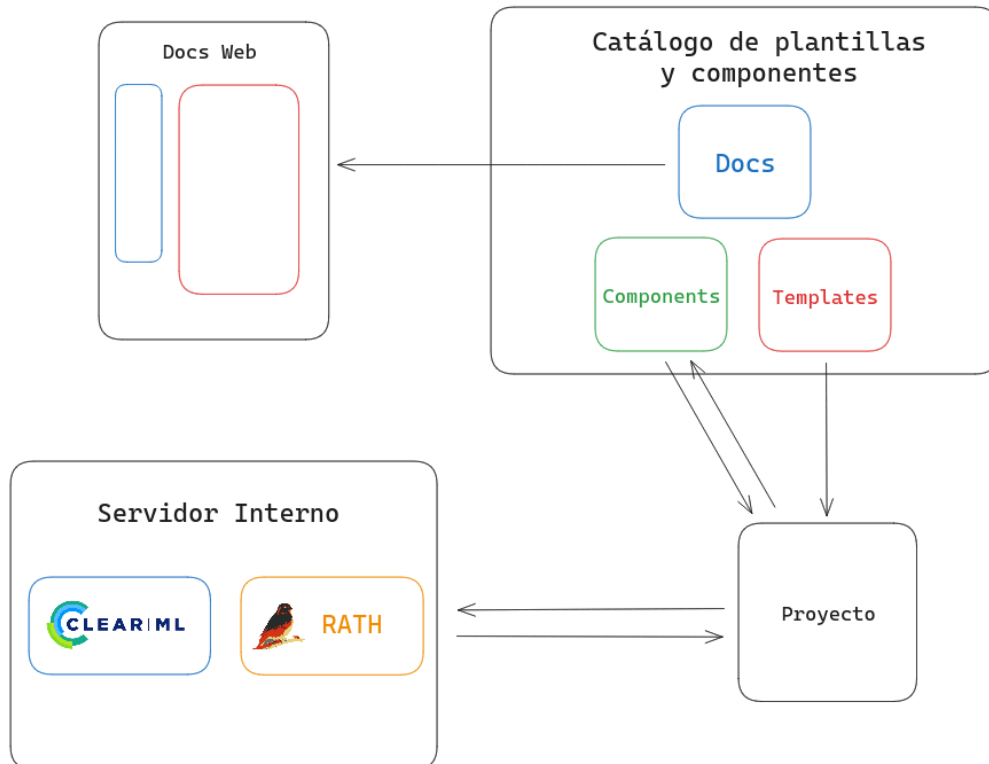 Docs Web
Catálogo de plantillas
y componentes
Docs
Components
Templates
Servidor Interno
CLEAR|ML
RATH
Proyecto